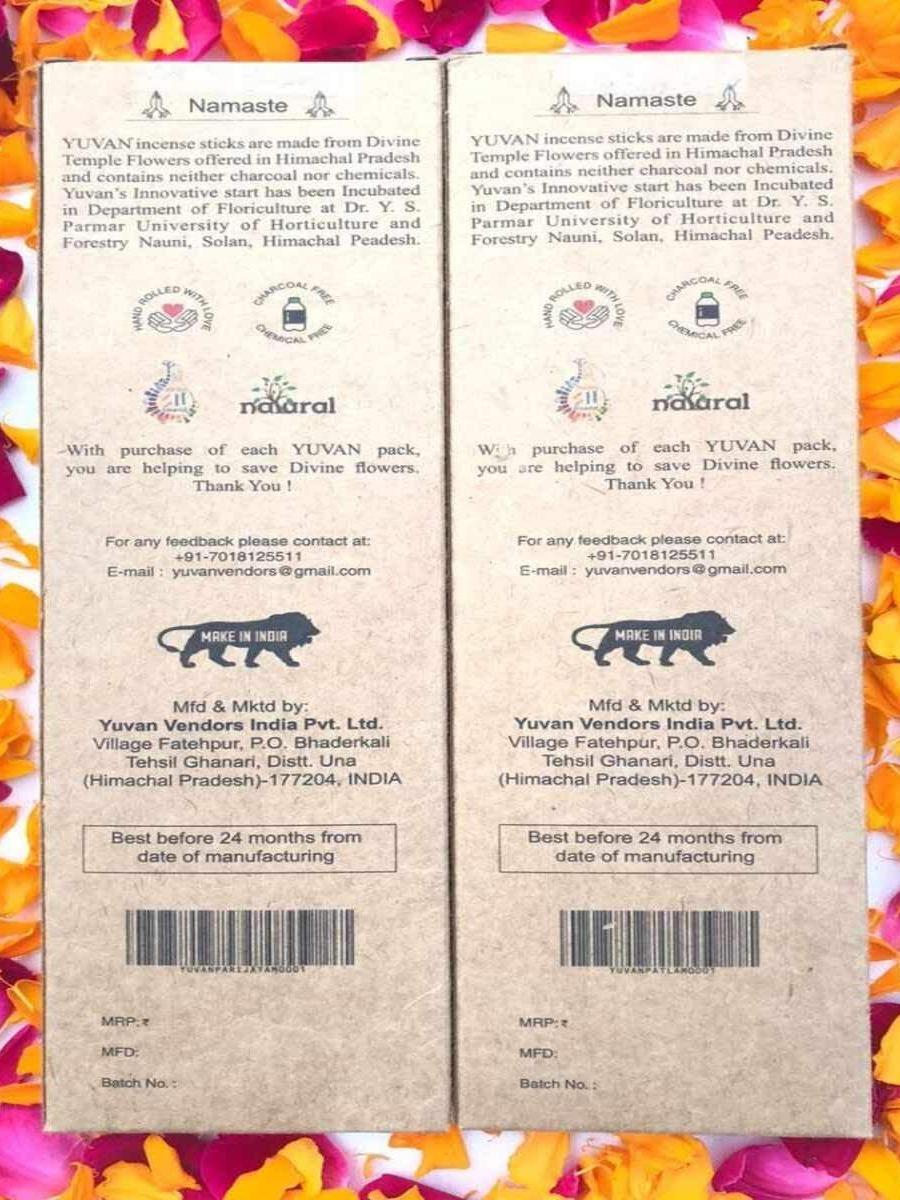 Namaste
YUVAN incense sticks are made from Divine
Temple Flowers offered in Himachal Pradesh
and contains neither charcoal nor chemicals.
Yuvan's Innovative start has been Incubated
in Department of Floriculture at Dr. Y. S.
Parmar University of Horticulture and
Forestry Nauni, Solan, Himachal Peadesh.
HAND ROLLED WITH LOVE
CHARCOAL FREE
CHEMICAL FREE
natural
With purchase of each YUVAN pack,
you are helping to save Divine flowers.
Thank You !
For any feedback please contact at:
+91-7018125511
E-mail : yuvanvendors@gmail.com
MAKE IN INDIA
Mfd & Mktd by:
Yuvan Vendors India Pvt. Ltd.
Village Fatehpur, P.O. Bhaderkali
Tehsil Ghanari, Distt. Una
(Himachal Pradesh)-177204, INDIA
Best before 24 months from
date of manufacturing
YUVANPARIJATAM0001
MRP:₹
MFD:
Batch No. :
Namaste
YUVAN incense sticks are made from Divine
Temple Flowers offered in Himachal Pradesh
and contains neither charcoal nor chemicals.
Yuvan's Innovative start has been Incubated
in Department of Floriculture at Dr. Y. S.
Parmar University of Horticulture and
Forestry Nauni, Solan, Himachal Peadesh.
HAND ROLLED WITH LOVE
CHARCOAL FREE
CHEMICAL FREE
natural
With purchase of each YUVAN pack,
you are helping to save Divine flowers.
Thank You !
For any feedback please contact at:
+91-7018125511
E-mail : yuvanvendors@gmail.com
MAKE IN INDIA
Mfd & Mktd by:
Yuvan Vendors India Pvt. Ltd.
Village Fatehpur, P.O. Bhaderkali
Tehsil Ghanari, Distt. Una
(Himachal Pradesh)-177204, INDIA
Best before 24 months from
date of manufacturing
YUVANPATLAM0001
MRP:₹
MFD:
Batch No. :